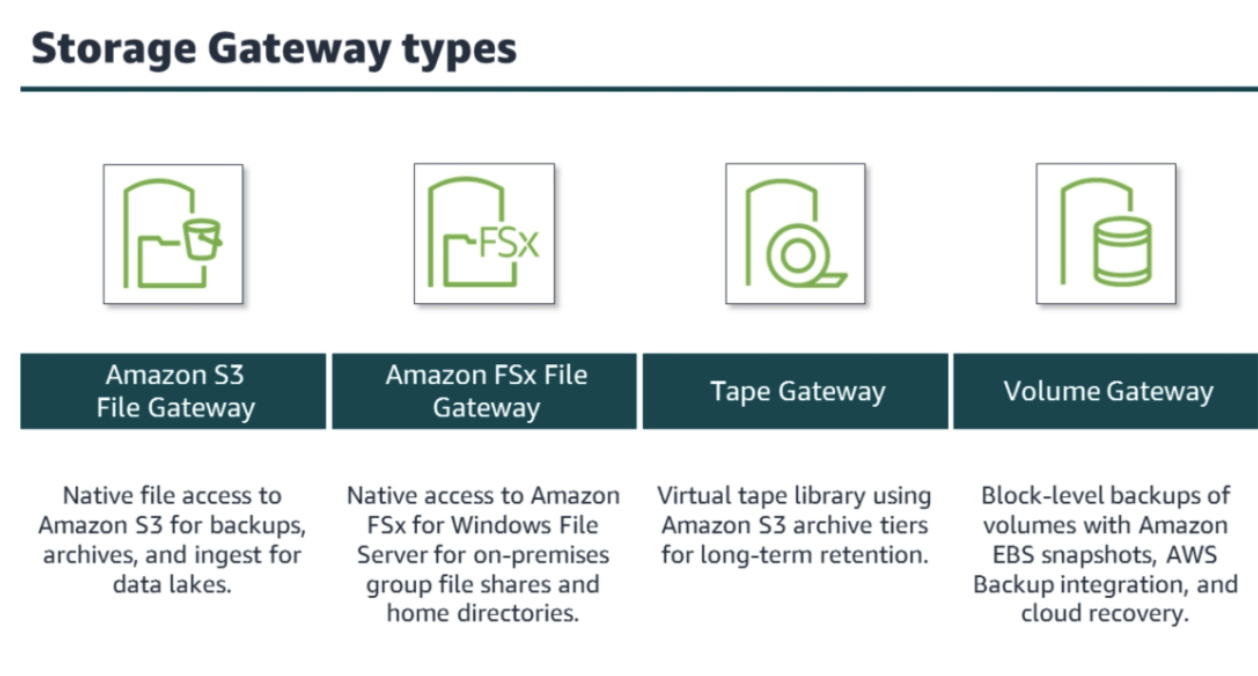 Storage Gateway types
FSx
Amazon S3
File Gateway
Amazon FSx File
Gateway
Tape Gateway
Volume Gateway
Native file access to
Amazon S3 for backups,
archives, and ingest for
data lakes.
Native access to Amazon
FSx for Windows File
Server for on-premises
group file shares and
home directories.
Virtual tape library using
Amazon S3 archive tiers
for long-term retention.
Block-level backups of
volumes with Amazon
EBS snapshots, AWS
Backup integration, and
cloud recovery.